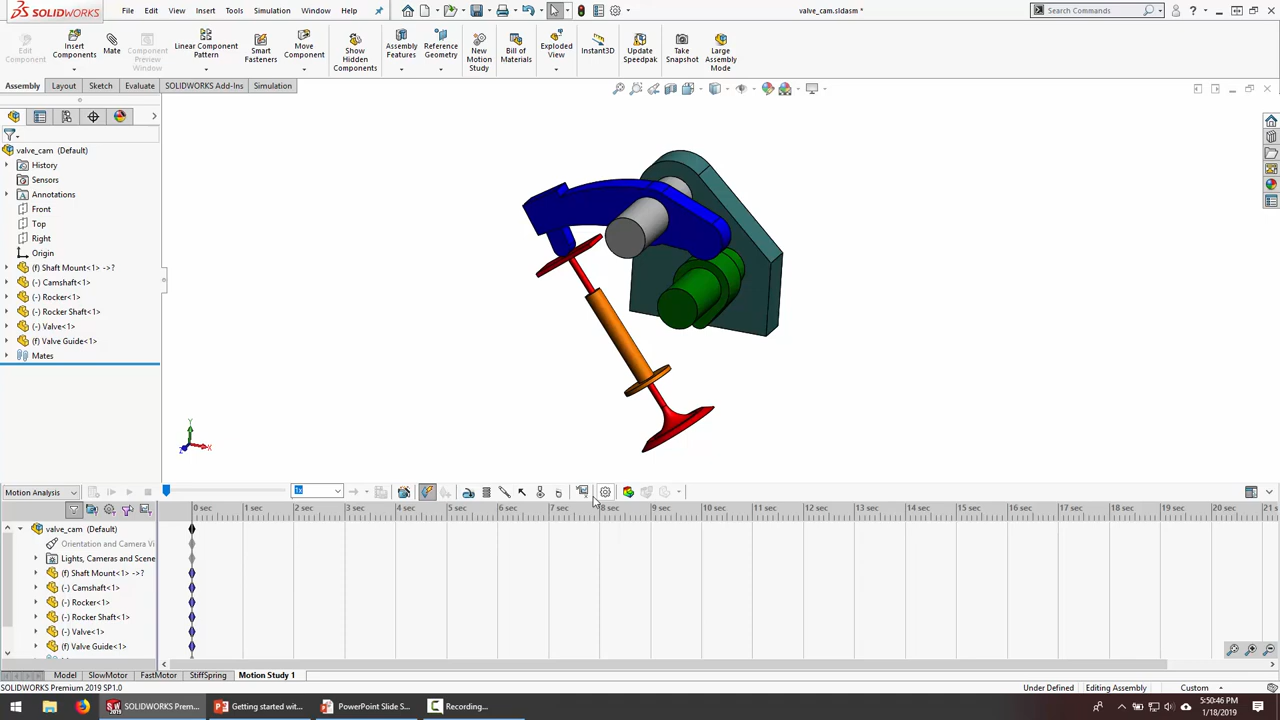 SOLIDWORKS
File
Edit
View
Insert
Tools
Simulation
Window
Help
valve_cam.sldasm *
Search Commands
Edit Component
Insert Components
Mate
Component Preview Window
Linear Component Pattern
Smart Fasteners
Move Component
Show Hidden Components
Assembly Features
Reference Geometry
New Motion Study
Bill of Materials
Exploded View
Instant3D
Update Speedpak
Take Snapshot
Large Assembly Mode
Assembly
Layout
Sketch
Evaluate
SOLIDWORKS Add-Ins
Simulation
valve_cam (Default)
History
Sensors
Annotations
Front
Top
Right
Origin
(f) Shaft Mount<1> ->?
(-) Camshaft<1>
(-) Rocker<1>
(-) Rocker Shaft<1>
(-) Valve<1>
(f) Valve Guide<1>
Mates
Y
X
Z
Motion Analysis
1x
0 sec
1 sec
2 sec
3 sec
4 sec
5 sec
6 sec
7 sec
8 sec
9 sec
10 sec
11 sec
12 sec
13 sec
14 sec
15 sec
16 sec
17 sec
18 sec
19 sec
20 sec
21 s
valve_cam (Default)
Orientation and Camera Vi
Lights, Cameras and Scene
(f) Shaft Mount<1> ->?
(-) Camshaft<1>
(-) Rocker<1>
(-) Rocker Shaft<1>
(-) Valve<1>
(f) Valve Guide<1>
Model
SlowMotor
FastMotor
StiffSpring
Motion Study 1
SOLIDWORKS Premium 2019 SP1.0
Under Defined
Editing Assembly
Custom
SOLIDWORKS Prem...
Getting started wit...
PowerPoint Slide S...
Recording...
5:50:46 PM
1/18/2019